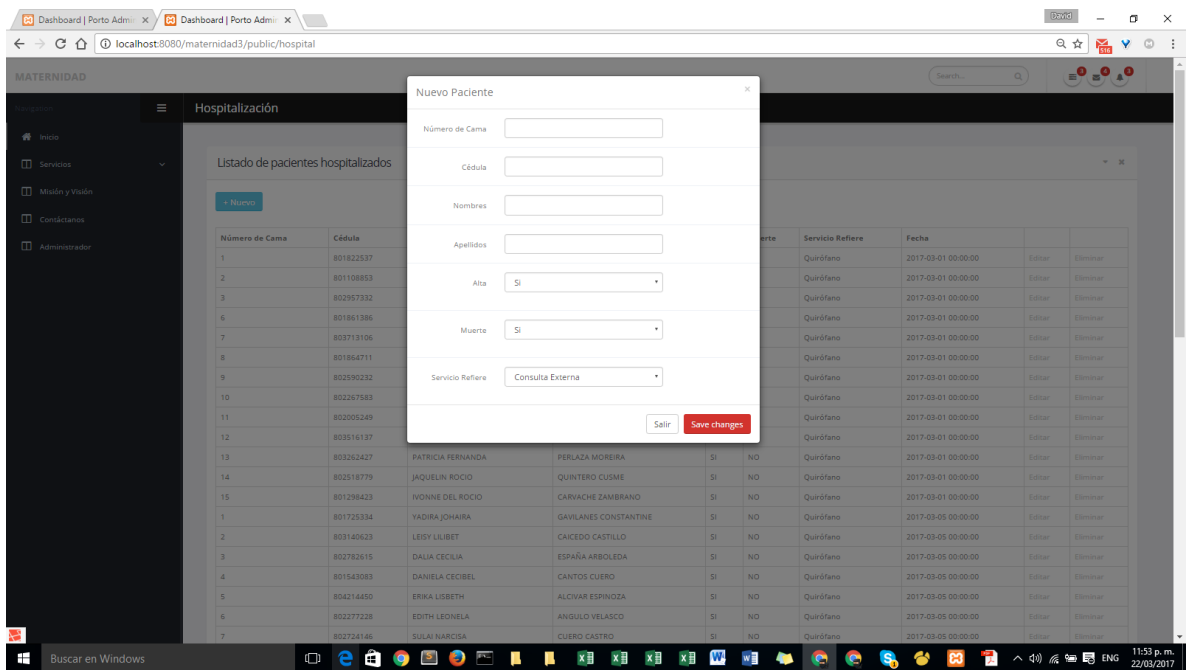 David
Dashboard | Porto Admin
Dashboard | Porto Admin
localhost:8080/maternidad3/public/hospital
516
MATERNIDAD
Search...
3
4
3
Navigation
Hospitalización
Inicio
Servicios
Misión y Visión
Contáctanos
Administrador
Listado de pacientes hospitalizados
+ Nuevo
Nuevo Paciente
×
Número de Cama
Cédula
Nombres
Apellidos
Alta Si
Muerte Si
Servicio Refiere Consulta Externa
Salir Save changes
Número de Cama Cédula erte Servicio Refiere Fecha
1 801822537 Quirófano 2017-03-01 00:00:00 Editar Eliminar
2 801108853 Quirófano 2017-03-01 00:00:00 Editar Eliminar
3 802957332 Quirófano 2017-03-01 00:00:00 Editar Eliminar
6 801861386 Quirófano 2017-03-01 00:00:00 Editar Eliminar
7 803713106 Quirófano 2017-03-01 00:00:00 Editar Eliminar
8 801864711 Quirófano 2017-03-01 00:00:00 Editar Eliminar
9 802590232 Quirófano 2017-03-01 00:00:00 Editar Eliminar
10 802267583 Quirófano 2017-03-01 00:00:00 Editar Eliminar
11 802005249 Quirófano 2017-03-01 00:00:00 Editar Eliminar
12 803516137 Quirófano 2017-03-01 00:00:00 Editar Eliminar
13 803262427 PATRICIA FERNANDA PERLAZA MOREIRA SI NO Quirófano 2017-03-01 00:00:00 Editar Eliminar
14 802518779 JAQUELIN ROCIO QUINTERO CUSME SI NO Quirófano 2017-03-01 00:00:00 Editar Eliminar
15 801298423 IVONNE DEL ROCIO CARVACHE ZAMBRANO SI NO Quirófano 2017-03-01 00:00:00 Editar Eliminar
1 801725334 YADIRA JOHAIRA GAVILANES CONSTANTINE SI NO Quirófano 2017-03-05 00:00:00 Editar Eliminar
2 803140623 LEISY LILIBET CAICEDO CASTILLO SI NO Quirófano 2017-03-05 00:00:00 Editar Eliminar
3 802782615 DALIA CECILIA ESPAÑA ARBOLEDA SI NO Quirófano 2017-03-05 00:00:00 Editar Eliminar
4 801543083 DANIELA CECIBEL CANTOS CUERO SI NO Quirófano 2017-03-05 00:00:00 Editar Eliminar
5 804214450 ERIKA LISBETH ALCIVAR ESPINOZA SI NO Quirófano 2017-03-05 00:00:00 Editar Eliminar
6 802277228 EDITH LEONELA ANGULO VELASCO SI NO Quirófano 2017-03-05 00:00:00 Editar Eliminar
7 802724146 SULAI NARCISA CUERO CASTRO SI NO Quirófano 2017-03-05 00:00:00 Editar Eliminar
Buscar en Windows
ENG
11:53 p. m.
22/03/2017